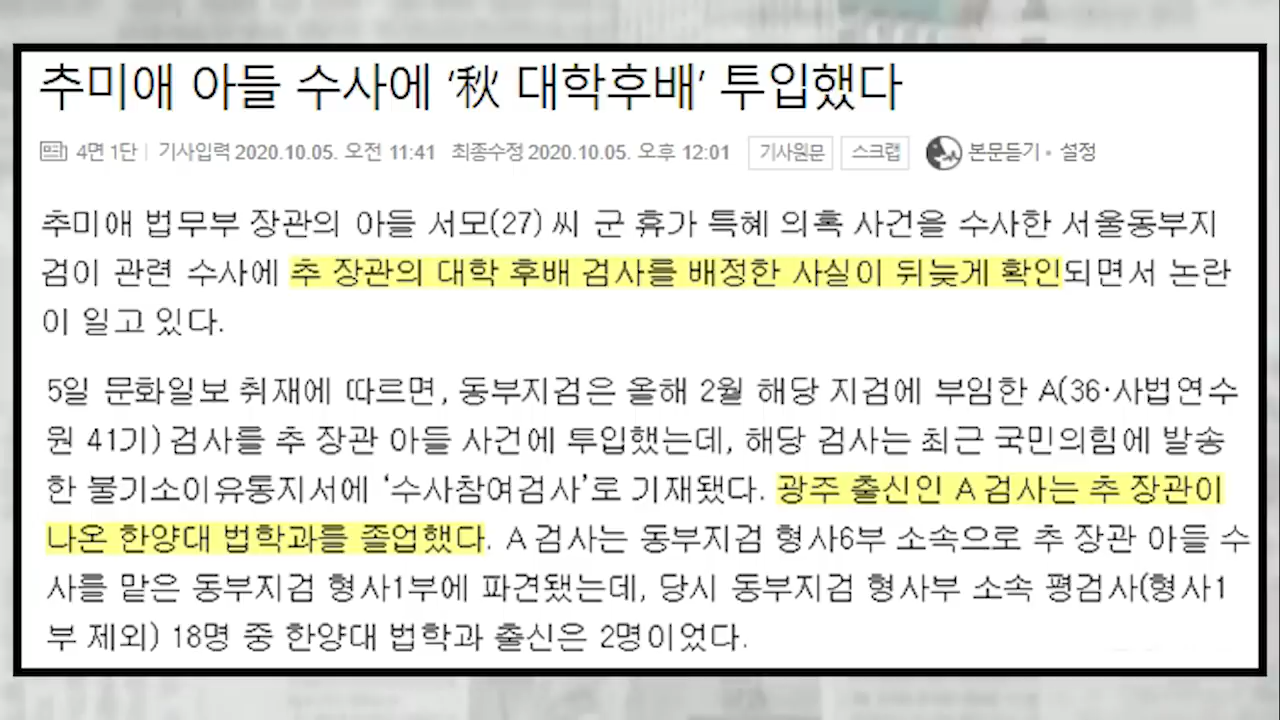 추미애 아들 수사에 '秋 대학후배' 투입했다
4면 1단 기사입력 2020.10.05. 오전 11:41 최종수정 2020.10.05. 오후 12:01 기사원문 스크랩 본문듣기 · 설정
추미애 법무부 장관의 아들 서모(27) 씨 군 휴가 특혜 의혹 사건을 수사한 서울동부지
검이 관련 수사에 추 장관의 대학 후배 검사를 배정한 사실이 뒤늦게 확인되면서 논란
이 일고 있다.
5일 문화일보 취재에 따르면, 동부지검은 올해 2월 해당 지검에 부임한 A(36·사법연수
원 41기) 검사를 추 장관 아들 사건에 투입했는데, 해당 검사는 최근 국민의힘에 발송
한 불기소이유통지서에 ‘수사참여검사’로 기재됐다. 광주 출신인 A 검사는 추 장관이
나온 한양대 법학과를 졸업했다. A 검사는 동부지검 형사6부 소속으로 추 장관 아들 수
사를 맡은 동부지검 형사1부에 파견됐는데, 당시 동부지검 형사부 소속 평검사(형사1
부 제외) 18명 중 한양대 법학과 출신은 2명이었다.